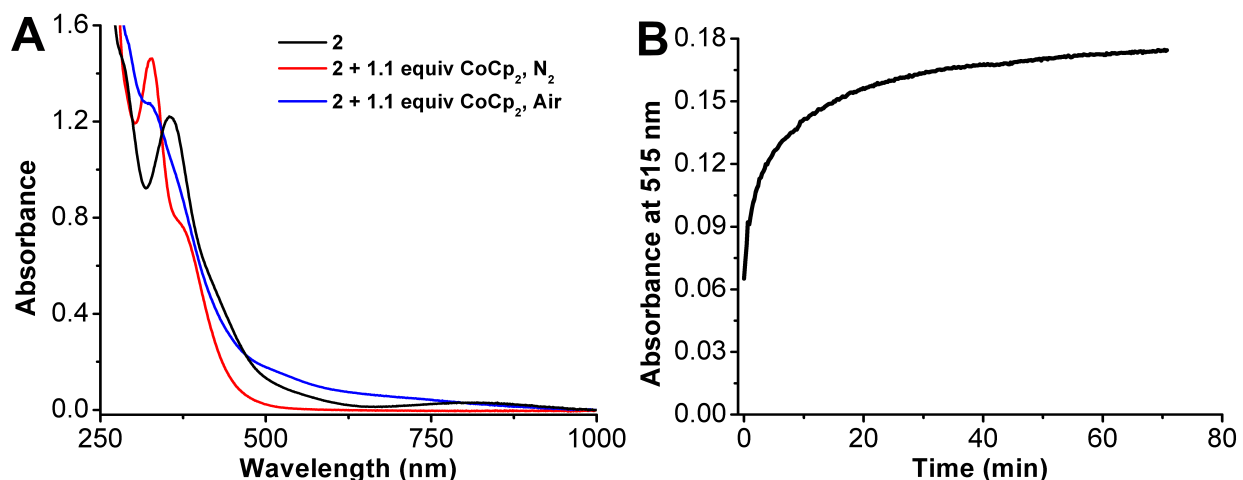 A
2
2 + 1.1 equiv CoCp2, N2
2 + 1.1 equiv CoCp2, Air
Absorbance
1.6
1.2
0.8
0.4
0.0
250
500
750
1000
Wavelength (nm)
B
Absorbance at 515 nm
0.18
0.15
0.12
0.09
0.06
0.03
0.00
0
20
40
60
80
Time (min)